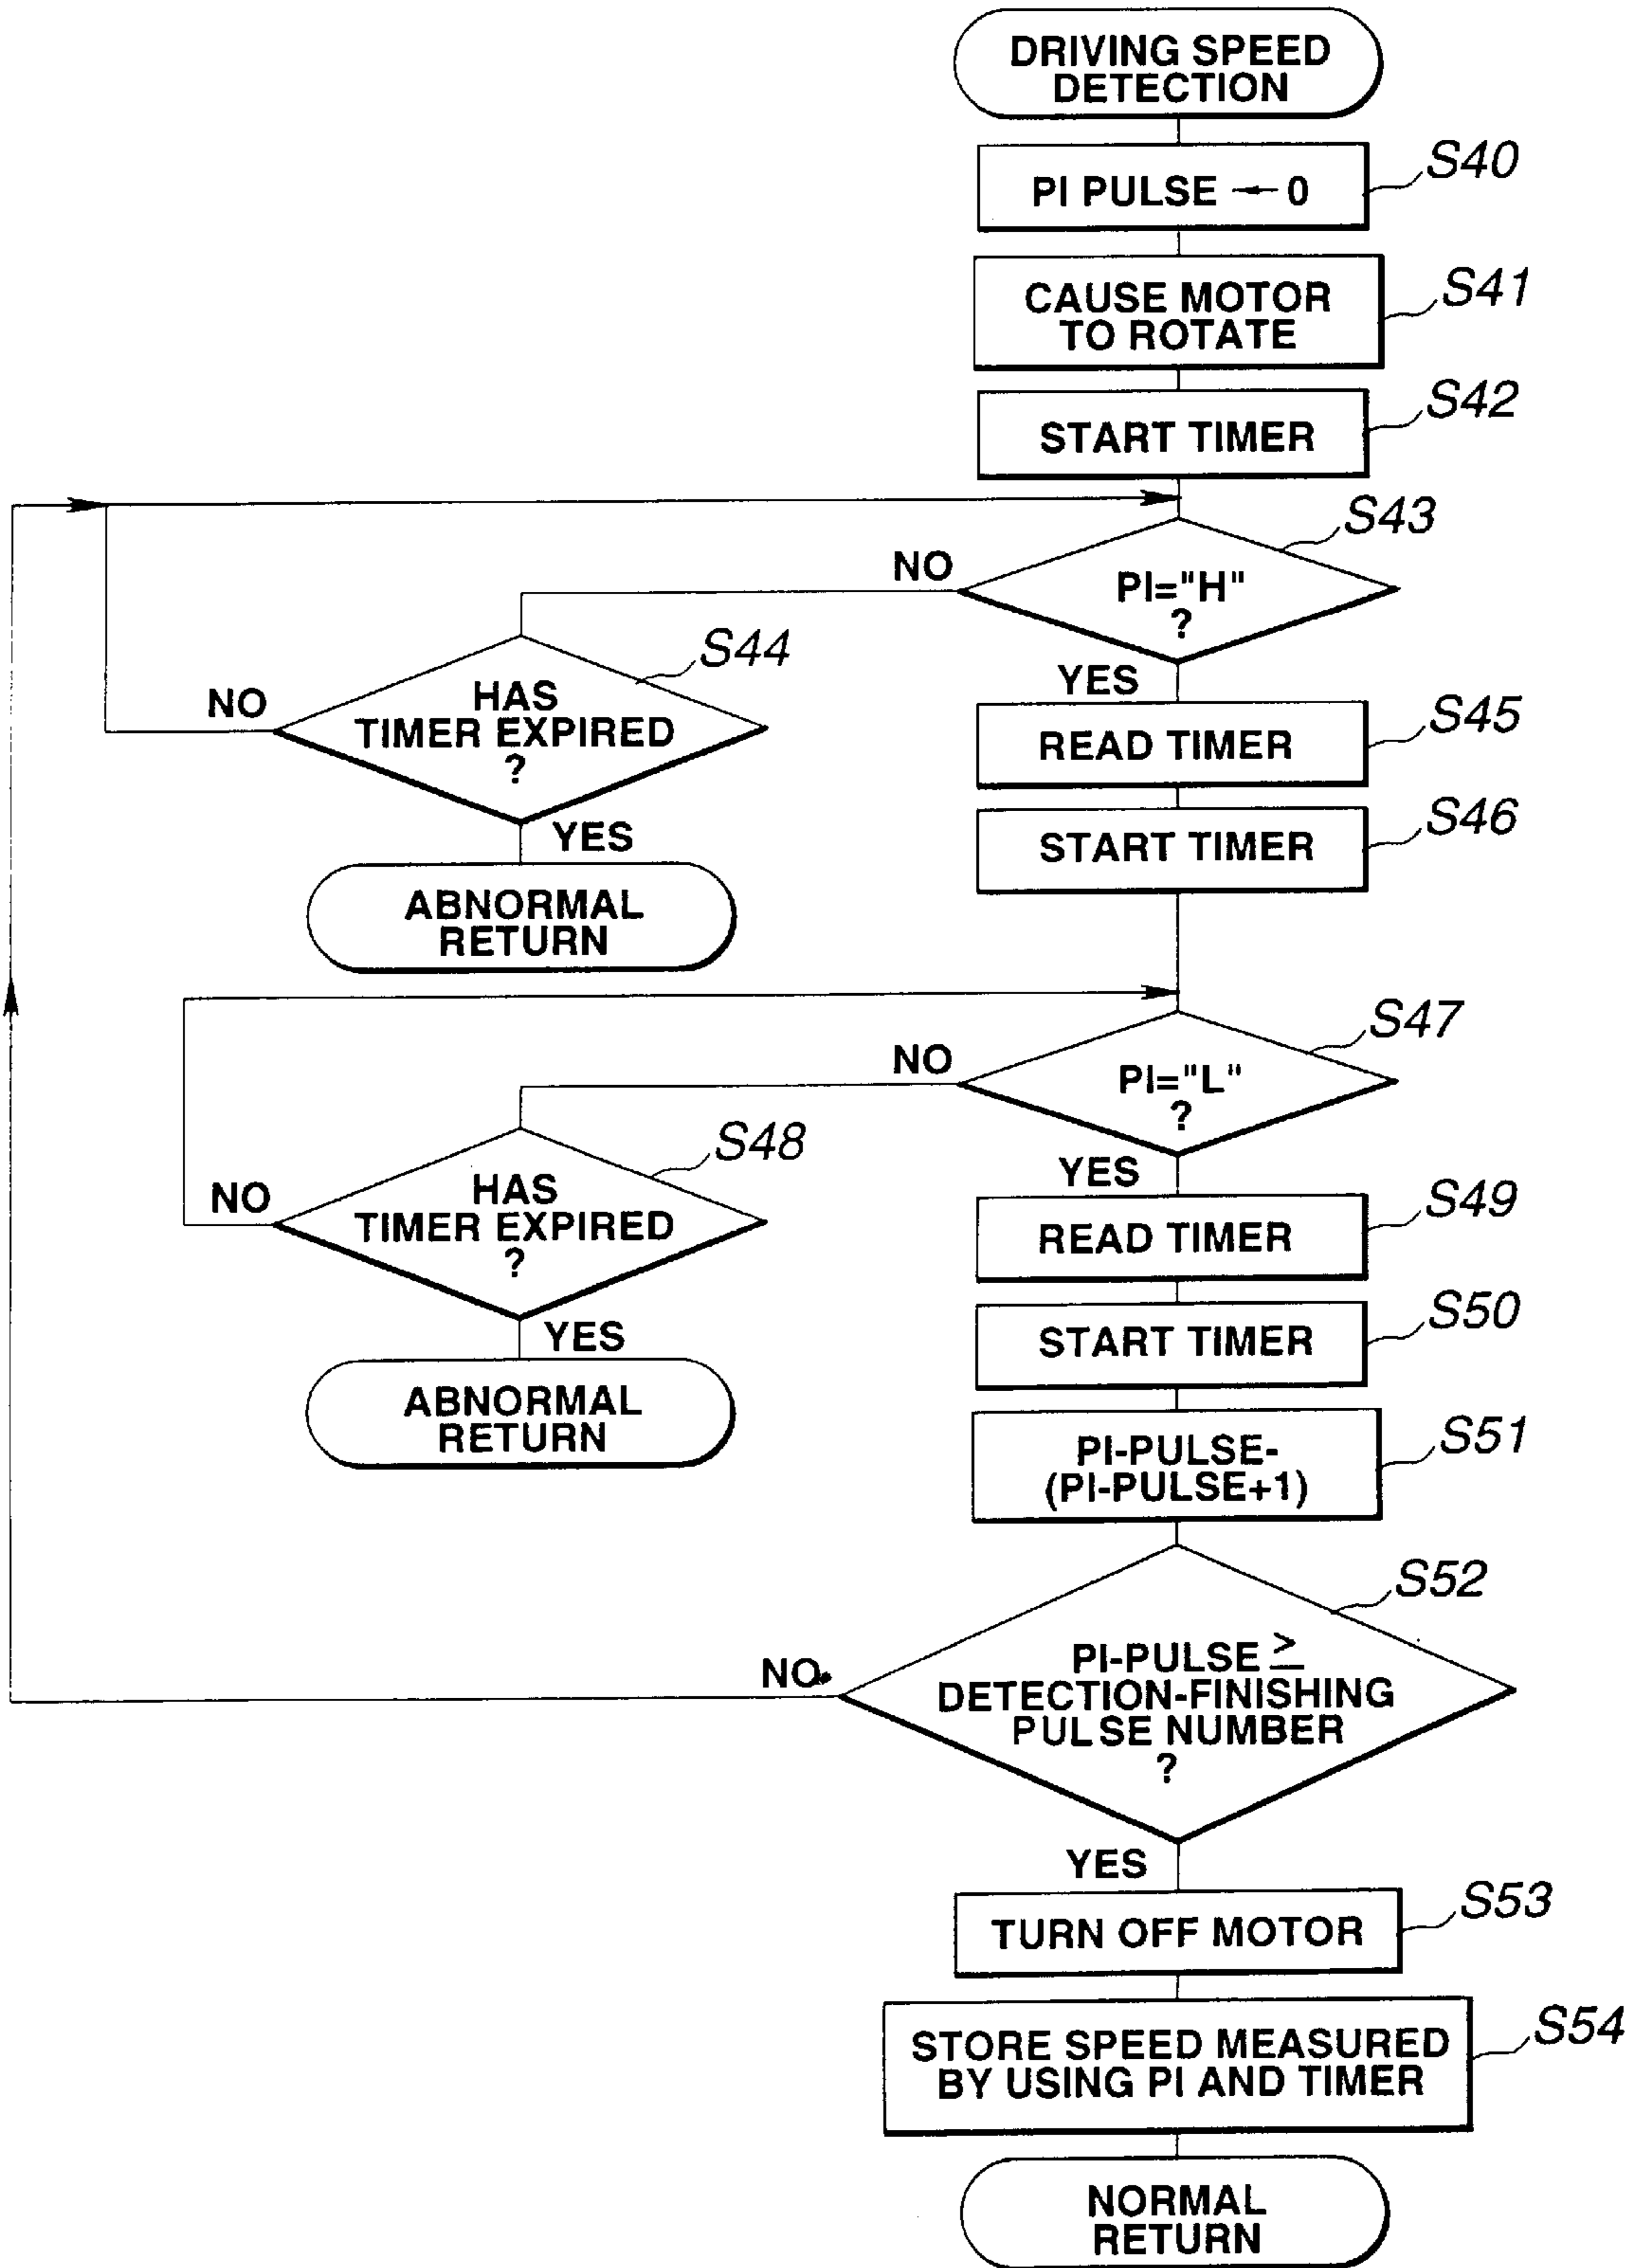 DRIVING SPEED
DETECTION
S40
PI PULSE ← 0
S41
CAUSE MOTOR
TO ROTATE
S42
START TIMER
S43
NO
PI="H"
?
S44
YES
NO
HAS
TIMER EXPIRED
?
S45
READ TIMER
YES
S46
START TIMER
ABNORMAL
RETURN
S47
NO
PI="L"
?
S48
YES
NO
HAS
TIMER EXPIRED
?
S49
READ TIMER
YES
S50
START TIMER
ABNORMAL
RETURN
S51
PI-PULSE-
(PI-PULSE+1)
S52
NO
PI-PULSE ≥
DETECTION-FINISHING
PULSE NUMBER
?
YES
S53
TURN OFF MOTOR
S54
STORE SPEED MEASURED
BY USING PI AND TIMER
NORMAL
RETURN